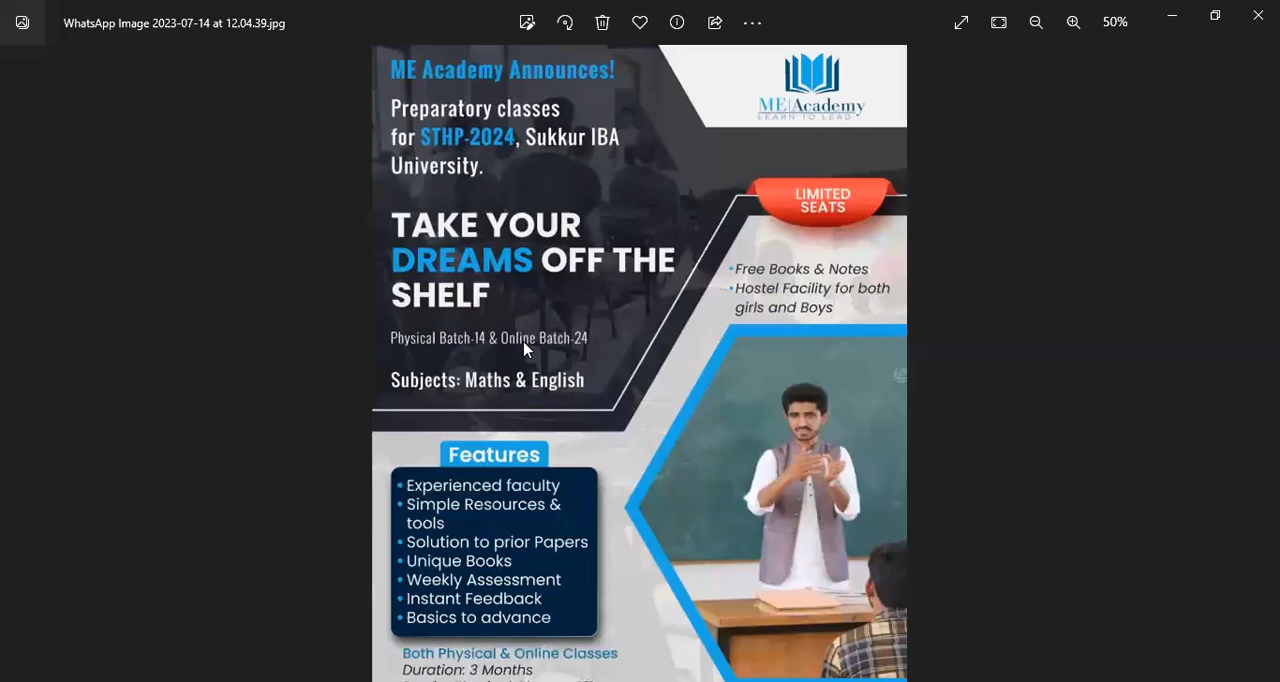 WhatsApp Image 2023-07-14 at 12.04.39.jpg
50%
ME Academy Announces!
Preparatory classes
for STHP-2024, Sukkur IBA
University.
ME Academy
LEARN TO LEAD
TAKE YOUR
DREAMS OFF THE
SHELF
LIMITED
SEATS
•Free Books & Notes
•Hostel Facility for both
girls and Boys
Physical Batch-14 & Online Batch-24
Subjects: Maths & English
Features
• Experienced faculty
• Simple Resources &
tools
• Solution to prior Papers
• Unique Books
• Weekly Assessment
• Instant Feedback
• Basics to advance
Both Physical & Online Classes
Duration: 3 Months